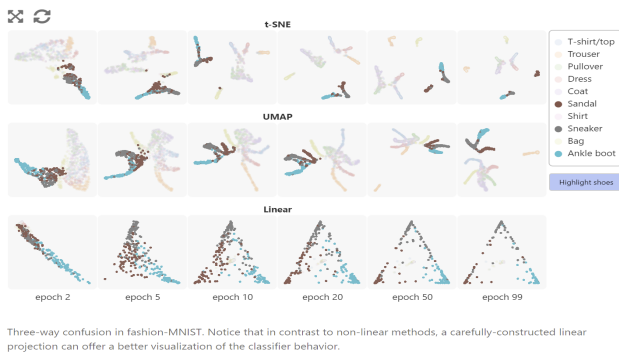 t-SNE
UMAP
Linear
epoch 2
epoch 5
epoch 10
epoch 20
epoch 50
epoch 99
T-shirt/top
Trouser
Pullover
Dress
Coat
Sandal
Shirt
Sneaker
Bag
Ankle boot
Highlight shoes
Three-way confusion in fashion-MNIST. Notice that in contrast to non-linear methods, a carefully-constructed linear
projection can offer a better visualization of the classifier behavior.